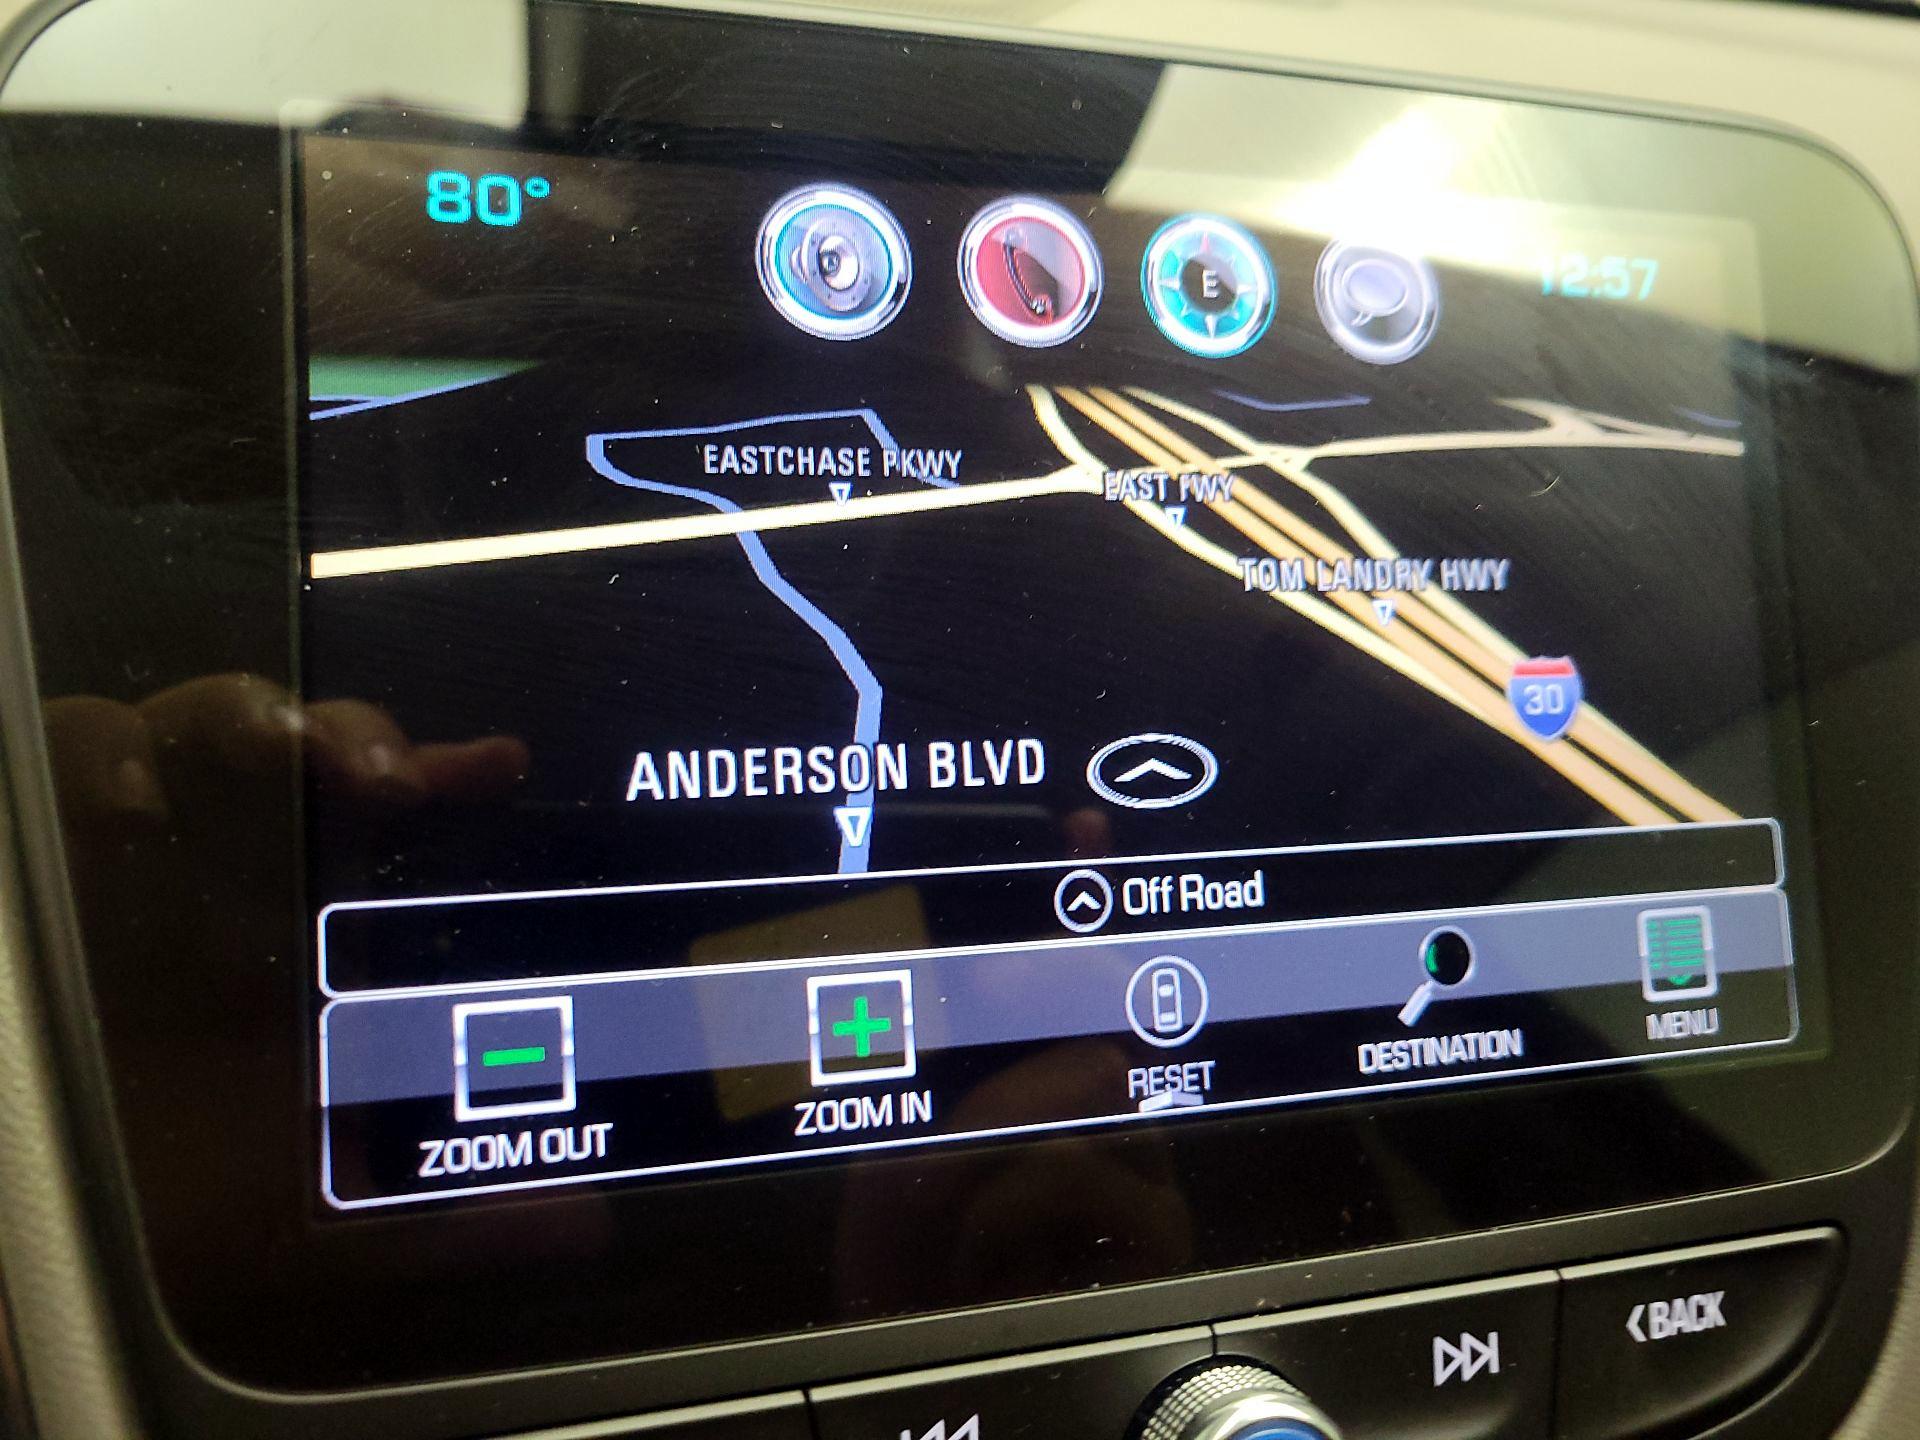 80°
E
12:57
EASTCHASE PKWY
EAST FWY
TOM LANDRY HWY
30
ANDERSON BLVD
Off Road
ZOOM OUT
ZOOM IN
RESET
DESTINATION
MENU
BACK